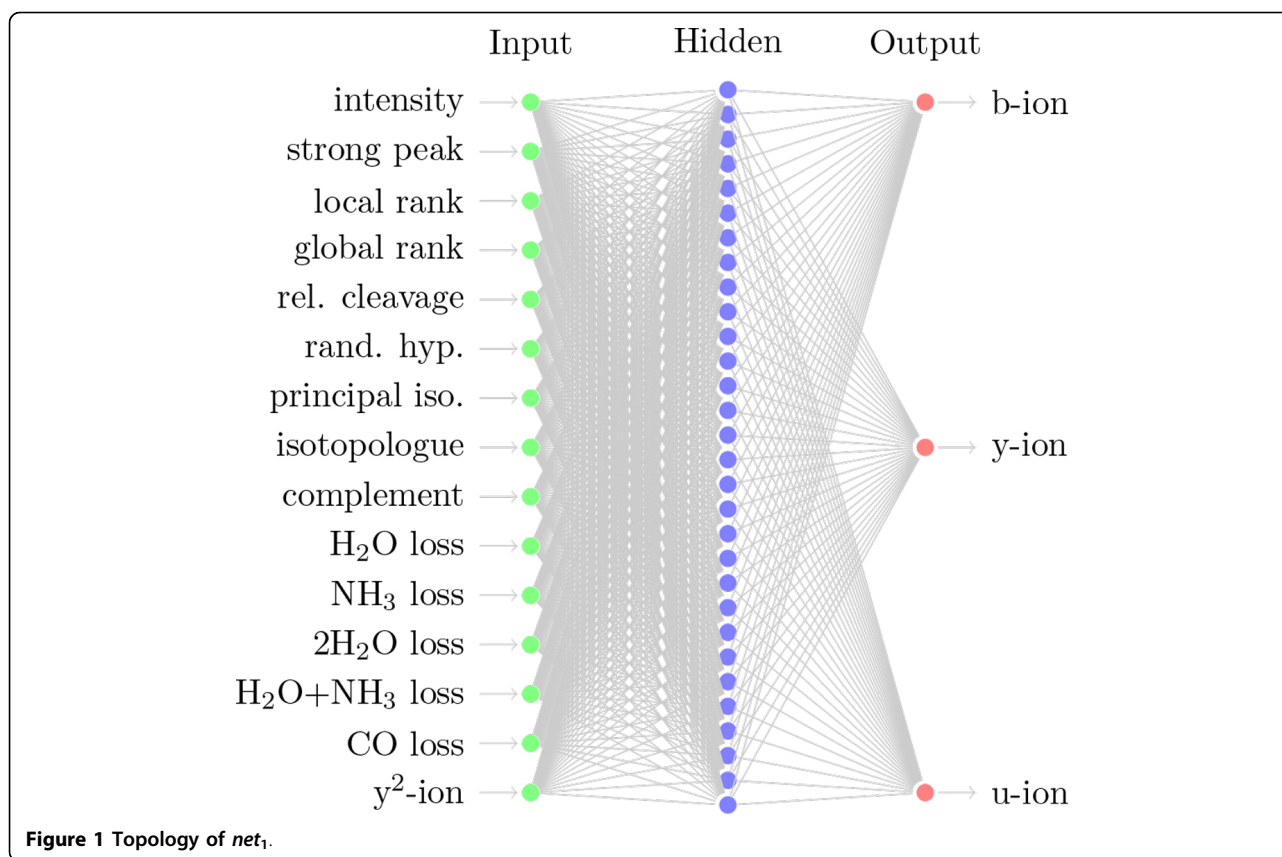 Input Hidden Output
intensity
strong peak
local rank
global rank
rel. cleavage
rand. hyp.
principal iso.
isotopologue
complement
H₂O loss
NH₃ loss
2H₂O loss
H₂O+NH₃ loss
CO loss
y²-ion
b-ion
y-ion
u-ion
Figure 1 Topology of net₁.